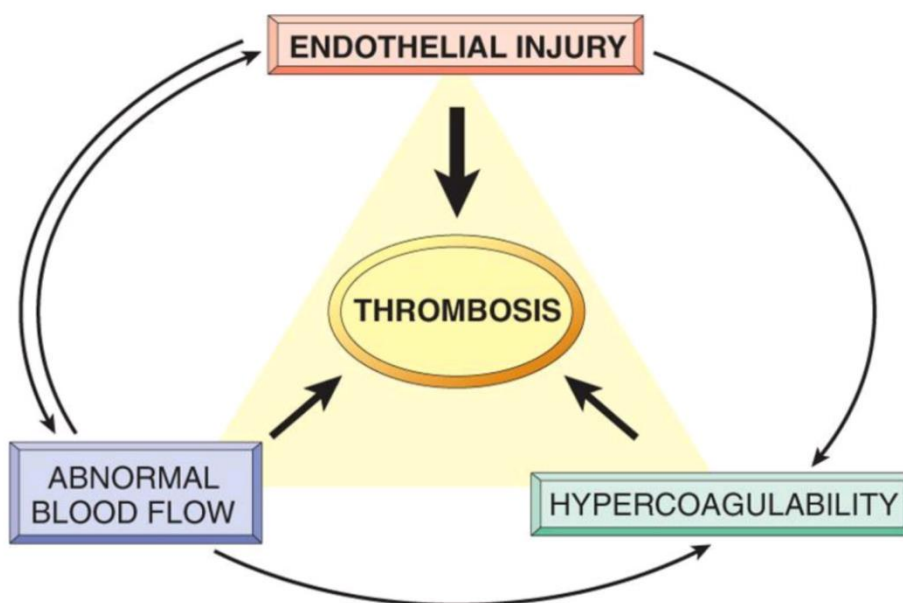 ENDOTHELIAL INJURY
THROMBOSIS
ABNORMAL
BLOOD FLOW
HYPERCOAGULABILITY